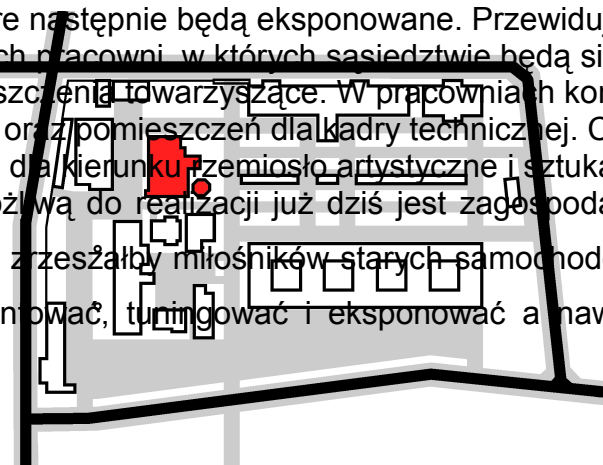 re następnie będą eksponowane. Przewiduj
ch pracowni, w których sąsiedztwie będą si
szczenia towarzyszące. W pracowniach kor
oraz pomieszczeń dla kadry technicznej. C
dla kierunku rzemiosło artystyczne i sztuka
ożliwą do realizacji już dziś jest zagospoda
zrzeszałby miłośników starych samochod
ntować, tuningować i eksponować a naw